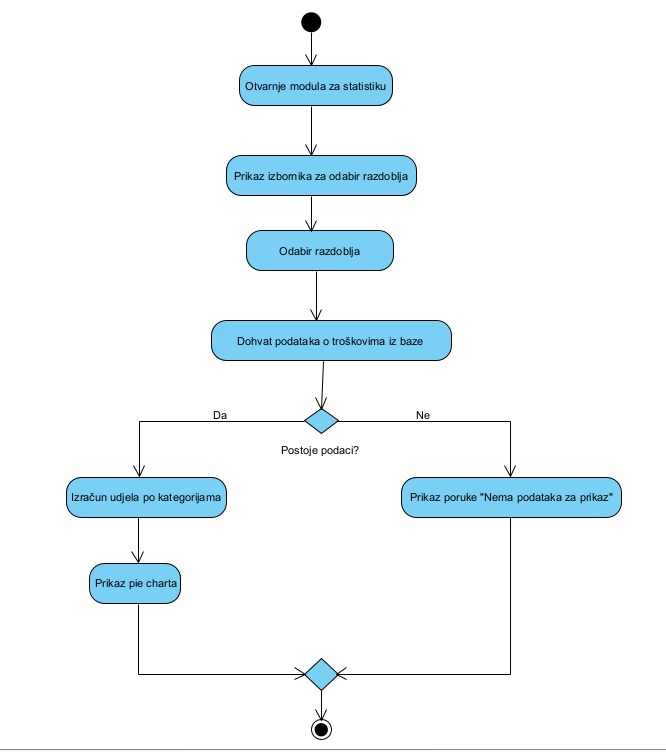 Otvarnje modula za statistiku
Prikaz izbornika za odabir razdoblja
Odabir razdoblja
Dohvat podataka o troškovima iz baze
Da
Ne
Postoje podaci?
Izračun udjela po kategorijama
Prikaz poruke "Nema podataka za prikaz"
Prikaz pie charta